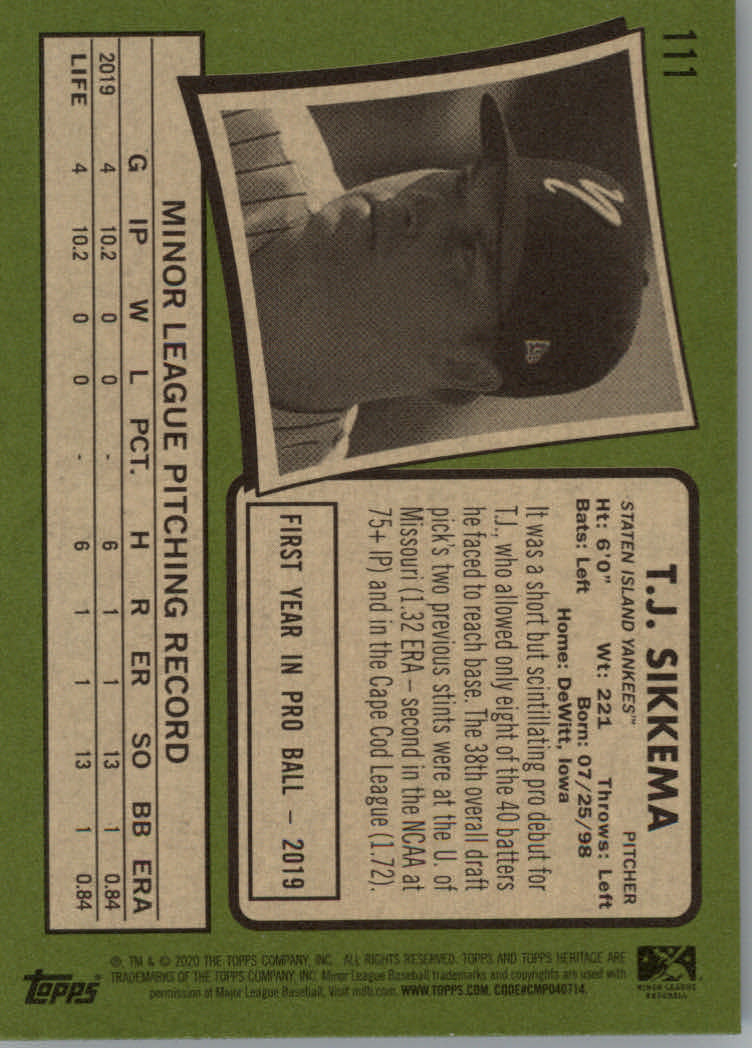 111
T.J. SIKKEMA
STATEN ISLAND YANKEES™ PITCHER
Ht: 6'0" Wt: 221 Throws: Left
Bats: Left Born: 07/25/98
Home: DeWitt, Iowa
It was a short but scintillating pro debut for
T.J., who allowed only eight of the 40 batters
he faced to reach base. The 38th overall draft
pick's two previous stints were at the U. of
Missouri (1.32 ERA – second in the NCAA at
75+ IP) and in the Cape Cod League (1.72).
FIRST YEAR IN PRO BALL – 2019
MINOR LEAGUE PITCHING RECORD
G IP W L PCT. H R ER SO BB ERA
2019 4 10.2 0 0 - 6 1 1 13 1 0.84
LIFE 4 10.2 0 0 - 6 1 1 13 1 0.84
MINOR LEAGUE
BASEBALL
®, TM & © 2020 THE TOPPS COMPANY, INC. ALL RIGHTS RESERVED. TOPPS AND TOPPS HERITAGE ARE
TRADEMARKS OF THE TOPPS COMPANY, INC. Minor League Baseball trademarks and copyrights are used with
permission of Major League Baseball. Visit milb.com. WWW.TOPPS.COM. CODE#CMP040714.
topps®